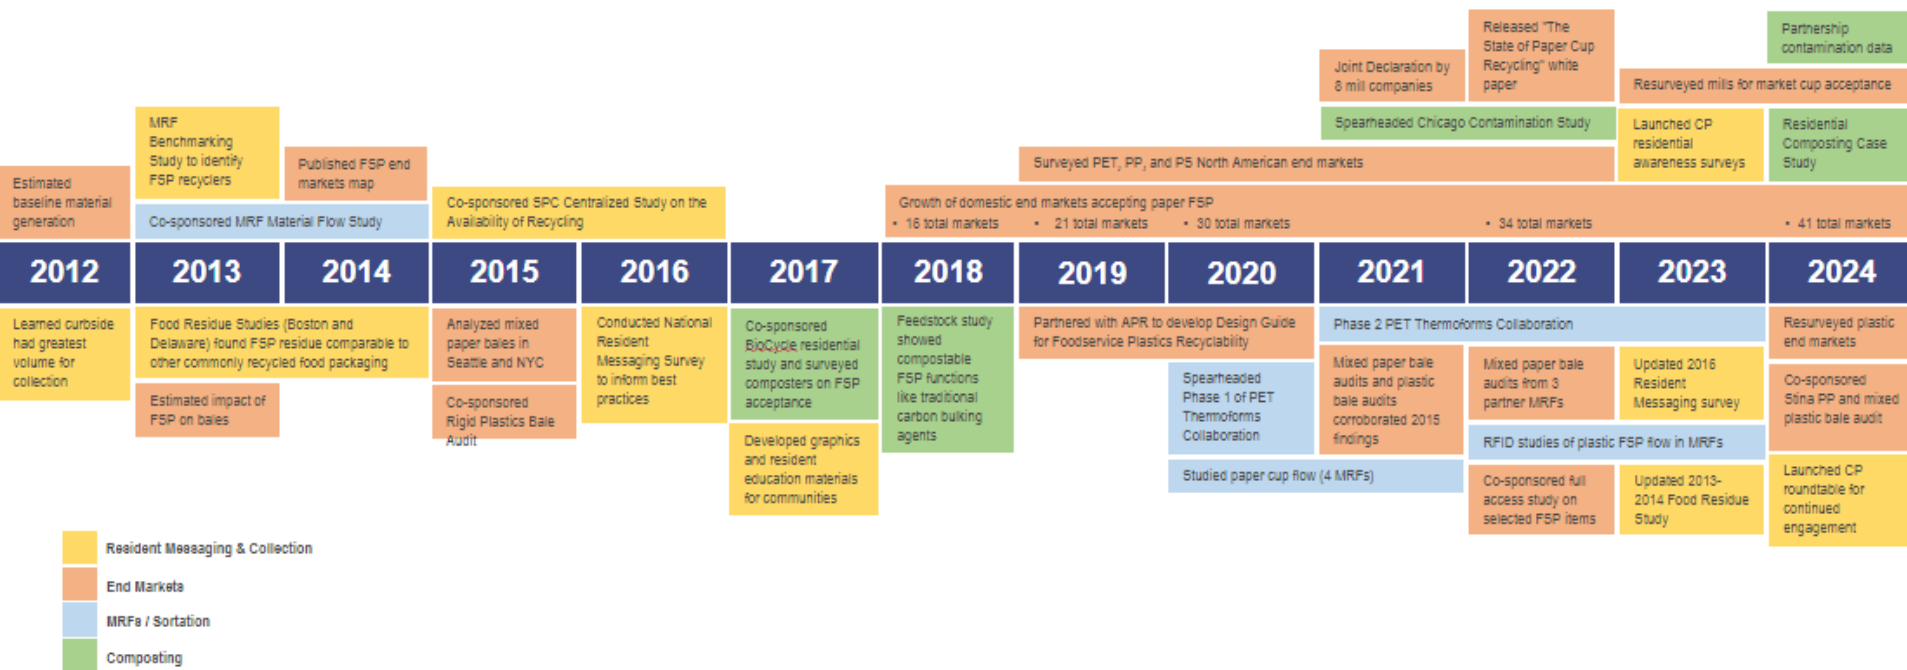 Estimated
baseline material
generation
MRF
Benchmarking
Study to identify
FSP recyclers
Co-sponsored MRF Material Flow Study
Published FSP end
markets map
Co-sponsored SPC Centralized Study on the
Availability of Recycling
Growth of domestic end markets accepting paper FSP
• 16 total markets • 21 total markets • 30 total markets • 34 total markets • 41 total markets
Surveyed PET, PP, and PS North American end markets
Joint Declaration by
8 mill companies
Spearheaded Chicago Contamination Study
Released "The
State of Paper Cup
Recycling" white
paper
Partnership
contamination data
Resurveyed mills for market cup acceptance
Launched CP
residential
awareness surveys
Residential
Composting Case
Study
2012 2013 2014 2015 2016 2017 2018 2019 2020 2021 2022 2023 2024
Learned curbside
had greatest
volume for
collection
Food Residue Studies (Boston and
Delaware) found FSP residue comparable to
other commonly recycled food packaging
Estimated impact of
FSP on bales
Analyzed mixed
paper bales in
Seattle and NYC
Co-sponsored
Rigid Plastics Bale
Audit
Conducted National
Resident
Messaging Survey
to inform best
practices
Co-sponsored
BioCycle residential
study and surveyed
composters on FSP
acceptance
Developed graphics
and resident
education materials
for communities
Feedstock study
showed
compostable
FSP functions
like traditional
carbon bulking
agents
Partnered with APR to develop Design Guide
for Foodservice Plastics Recyclability
Spearheaded
Phase 1 of PET
Thermoforms
Collaboration
Studied paper cup flow (4 MRFs)
Phase 2 PET Thermoforms Collaboration
Mixed paper bale
audits and plastic
bale audits
corroborated 2015
findings
Mixed paper bale
audits from 3
partner MRFs
Updated 2016
Resident
Messaging survey
RFID studies of plastic FSP flow in MRFs
Co-sponsored full
access study on
selected FSP items
Updated 2013-
2014 Food Residue
Study
Resurveyed plastic
end markets
Co-sponsored
Stina PP and mixed
plastic bale audit
Launched CP
roundtable for
continued
engagement
Resident Messaging & Collection
End Markets
MRFs / Sortation
Composting